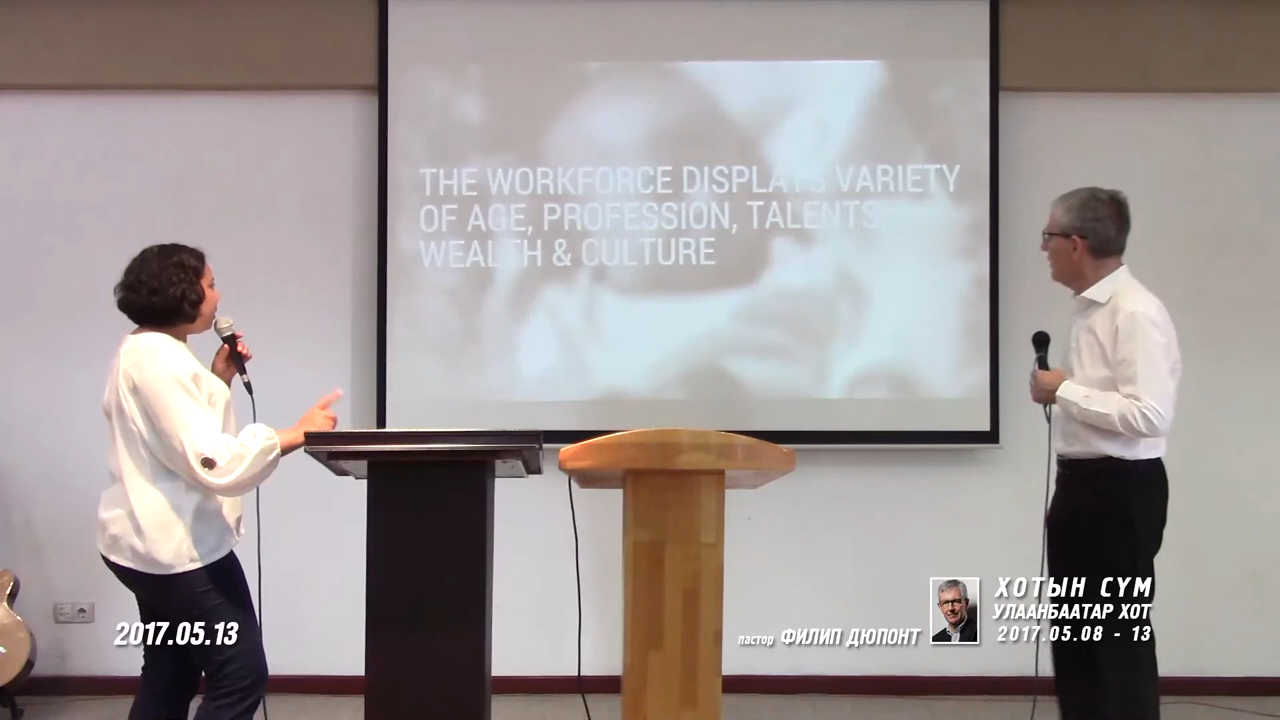 THE WORKFORCE DISPLAYS VARIETY
OF AGE, PROFESSION, TALENTS
WEALTH & CULTURE
2017.05.13
пастор ФИЛИП ДЮПОНТ
ХОТЫН СҮМ
УЛААНБААТАР ХОТ
2017.05.08 - 13